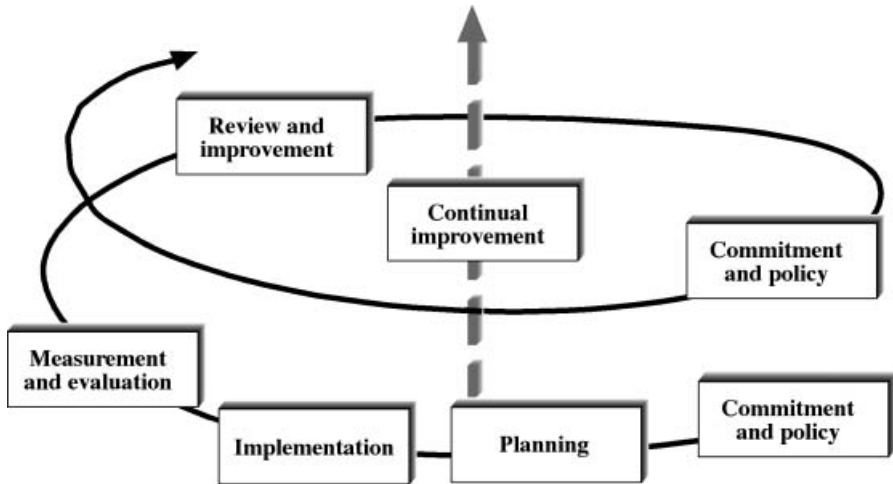 Review and
improvement
Continual
improvement
Commitment
and policy
Measurement
and evaluation
Implementation
Planning
Commitment
and policy